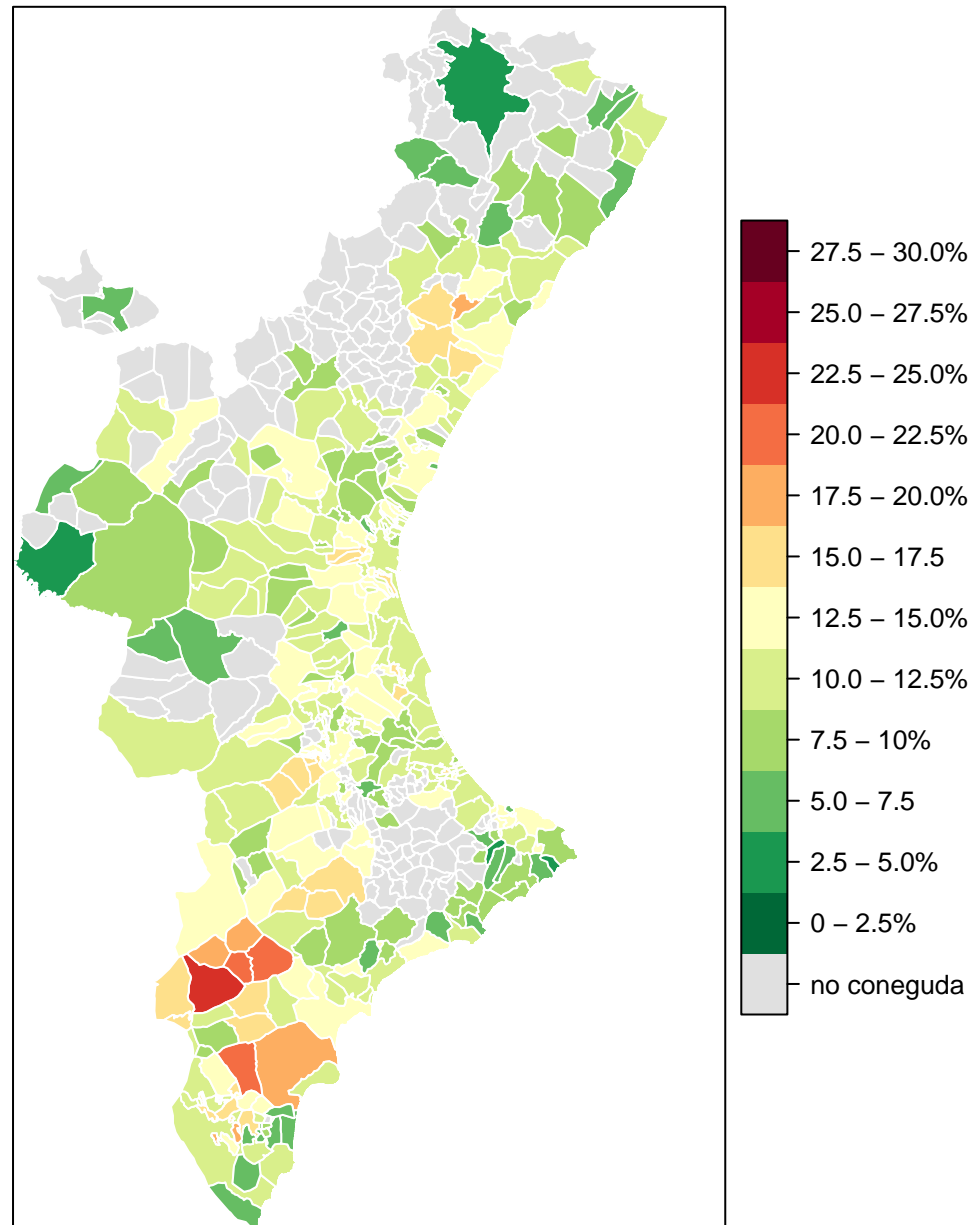 27.5 – 30.0%
25.0 – 27.5%
22.5 – 25.0%
20.0 – 22.5%
17.5 – 20.0%
15.0 – 17.5
12.5 – 15.0%
10.0 – 12.5%
7.5 – 10%
5.0 – 7.5
2.5 – 5.0%
0 – 2.5%
no coneguda